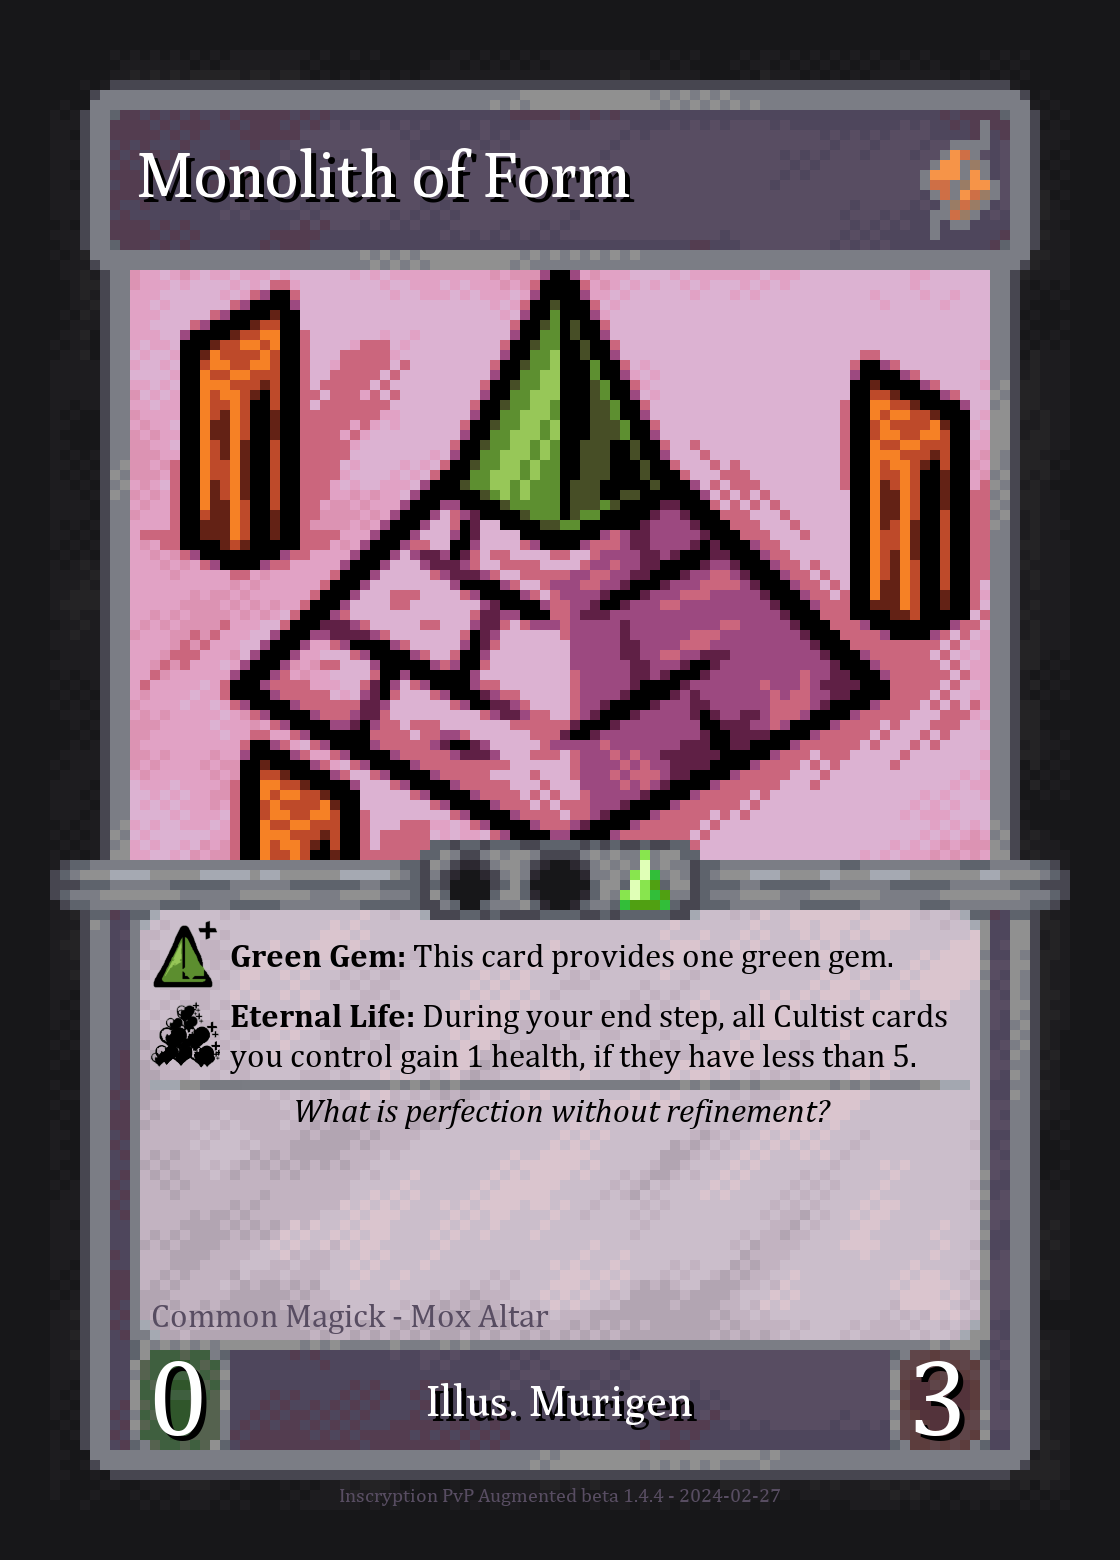 Monolith of Form
Green Gem: This card provides one green gem.
Eternal Life: During your end step, all Cultist cards
you control gain 1 health, if they have less than 5.
What is perfection without refinement?
Common Magick - Mox Altar
0
Illus. Murigen
3
Inscryption PvP Augmented beta 1.4.4 - 2024-02-27